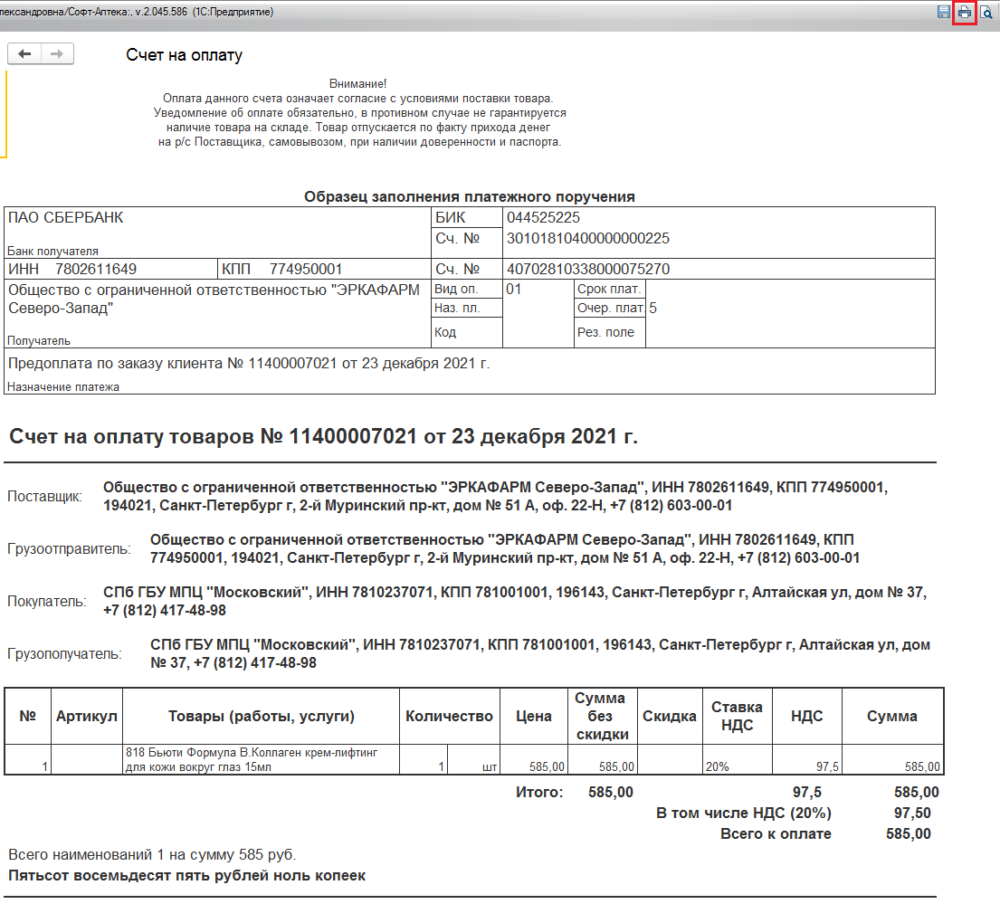 лександровна/Софт-Аптека:, v.2.045.586 (1С:Предприятие)
Счет на оплату
Внимание!
Оплата данного счета означает согласие с условиями поставки товара.
Уведомление об оплате обязательно, в противном случае не гарантируется
наличие товара на складе. Товар отпускается по факту прихода денег
на р/с Поставщика, самовывозом, при наличии доверенности и паспорта.
Образец заполнения платежного поручения
ПАО СБЕРБАНК БИК 044525225
Сч. № 30101810400000000225
Банк получателя
ИНН 7802611649 КПП 774950001 Сч. № 40702810338000075270
Общество с ограниченной ответственностью "ЭРКАФАРМ Вид оп. 01 Срок плат.
Северо-Запад" Наз. пл. Очер. плат. 5
Код Рез. поле
Получатель
Предоплата по заказу клиента № 11400007021 от 23 декабря 2021 г.
Назначение платежа
Счет на оплату товаров № 11400007021 от 23 декабря 2021 г.
Поставщик: Общество с ограниченной ответственностью "ЭРКАФАРМ Северо-Запад", ИНН 7802611649, КПП 774950001,
194021, Санкт-Петербург г, 2-й Муринский пр-кт, дом № 51 А, оф. 22-Н, +7 (812) 603-00-01
Грузоотправитель: Общество с ограниченной ответственностью "ЭРКАФАРМ Северо-Запад", ИНН 7802611649, КПП
774950001, 194021, Санкт-Петербург г, 2-й Муринский пр-кт, дом № 51 А, оф. 22-Н, +7 (812) 603-00-01
Покупатель: СПб ГБУ МПЦ "Московский", ИНН 7810237071, КПП 781001001, 196143, Санкт-Петербург г, Алтайская ул, дом № 37,
+7 (812) 417-48-98
Грузополучатель: СПб ГБУ МПЦ "Московский", ИНН 7810237071, КПП 781001001, 196143, Санкт-Петербург г, Алтайская ул, дом
№ 37, +7 (812) 417-48-98
№ Артикул Товары (работы, услуги) Количество Цена Сумма без скидки Скидка Ставка НДС НДС Сумма
818 Бьюти Формула В.Коллаген крем-лифтинг
1 для кожи вокруг глаз 15мл 1 шт 585,00 585,00 20% 97,5 585,00
Итого: 585,00 97,5 585,00
В том числе НДС (20%) 97,50
Всего к оплате 585,00
Всего наименований 1 на сумму 585 руб.
Пятьсот восемьдесят пять рублей ноль копеек